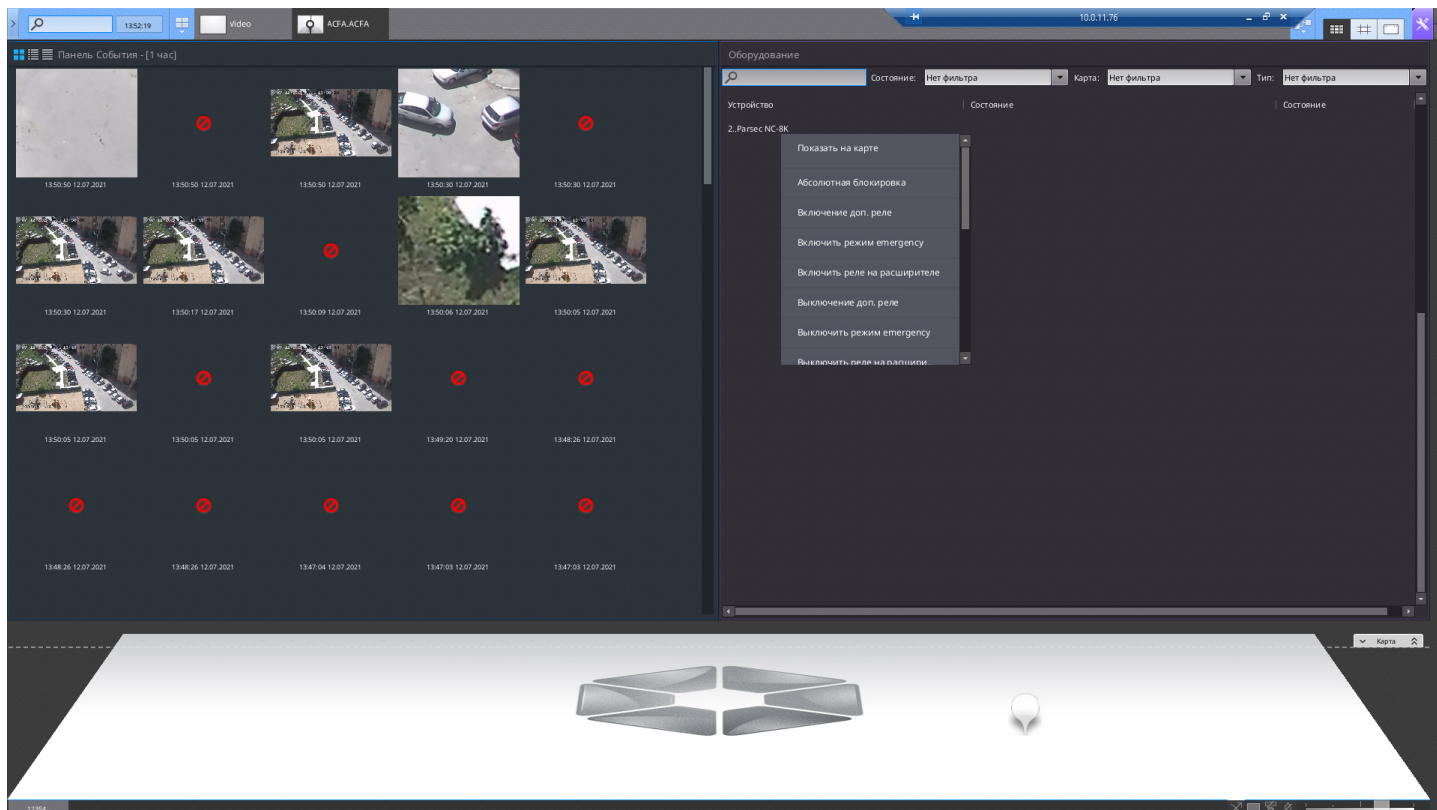 13:52:19
Video
ACFA.ACFA
10.0.11.76
Панель События - [1 час]
13:50:50 12.07.2021
13:50:50 12.07.2021
13:50:50 12.07.2021
13:50:30 12.07.2021
13:50:30 12.07.2021
13:50:30 12.07.2021
13:50:17 12.07.2021
13:50:09 12.07.2021
13:50:06 12.07.2021
13:50:05 12.07.2021
13:50:05 12.07.2021
13:50:05 12.07.2021
13:50:05 12.07.2021
13:49:20 12.07.2021
13:48:26 12.07.2021
13:48:26 12.07.2021
13:48:26 12.07.2021
13:47:04 12.07.2021
13:47:03 12.07.2021
13:47:03 12.07.2021
Оборудование
Состояние: Нет фильтра
Карта: Нет фильтра
Тип: Нет фильтра
Устройство
Состояние
Состояние
2..Parsec NC-8K
Показать на карте
Абсолютная блокировка
Включение доп. реле
Включить режим emergency
Включить реле на расширителе
Выключение доп. реле
Выключить режим emergency
Выключить реле на расшири...
Карта